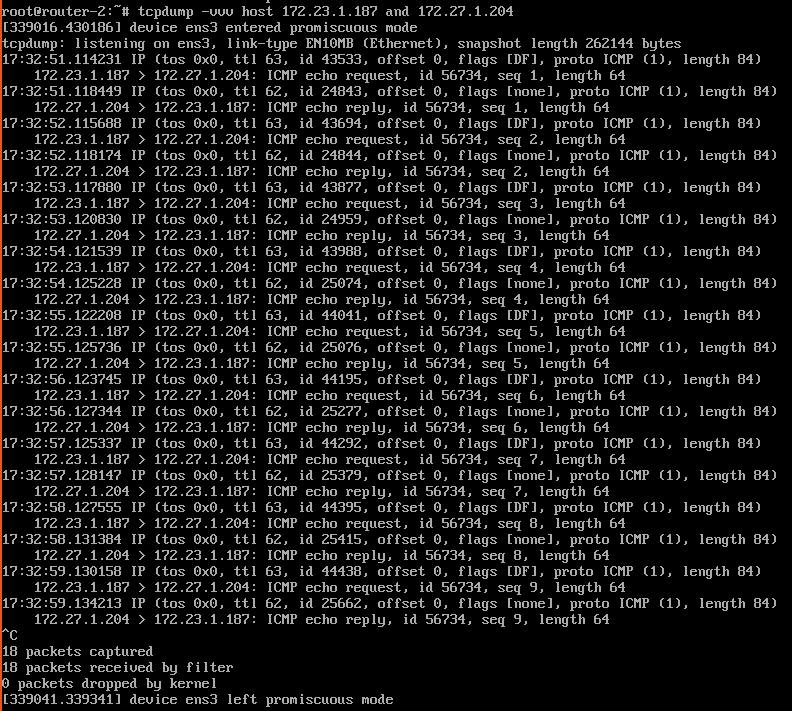 root@router-2:~# tcpdump -vvv host 172.23.1.187 and 172.27.1.204
[339016.430186] device ens3 entered promiscuous mode
tcpdump: listening on ens3, link-type EN10MB (Ethernet), snapshot length 262144 bytes
17:32:51.114231 IP (tos 0x0, ttl 63, id 43533, offset 0, flags [DF], proto ICMP (1), length 84)
    172.23.1.187 > 172.27.1.204: ICMP echo request, id 56734, seq 1, length 64
17:32:51.118449 IP (tos 0x0, ttl 62, id 24843, offset 0, flags [none], proto ICMP (1), length 84)
    172.27.1.204 > 172.23.1.187: ICMP echo reply, id 56734, seq 1, length 64
17:32:52.115688 IP (tos 0x0, ttl 63, id 43694, offset 0, flags [DF], proto ICMP (1), length 84)
    172.23.1.187 > 172.27.1.204: ICMP echo request, id 56734, seq 2, length 64
17:32:52.118174 IP (tos 0x0, ttl 62, id 24844, offset 0, flags [none], proto ICMP (1), length 84)
    172.27.1.204 > 172.23.1.187: ICMP echo reply, id 56734, seq 2, length 64
17:32:53.117880 IP (tos 0x0, ttl 63, id 43877, offset 0, flags [DF], proto ICMP (1), length 84)
    172.23.1.187 > 172.27.1.204: ICMP echo request, id 56734, seq 3, length 64
17:32:53.120830 IP (tos 0x0, ttl 62, id 24959, offset 0, flags [none], proto ICMP (1), length 84)
    172.27.1.204 > 172.23.1.187: ICMP echo reply, id 56734, seq 3, length 64
17:32:54.121539 IP (tos 0x0, ttl 63, id 43988, offset 0, flags [DF], proto ICMP (1), length 84)
    172.23.1.187 > 172.27.1.204: ICMP echo request, id 56734, seq 4, length 64
17:32:54.125228 IP (tos 0x0, ttl 62, id 25074, offset 0, flags [none], proto ICMP (1), length 84)
    172.27.1.204 > 172.23.1.187: ICMP echo reply, id 56734, seq 4, length 64
17:32:55.122208 IP (tos 0x0, ttl 63, id 44041, offset 0, flags [DF], proto ICMP (1), length 84)
    172.23.1.187 > 172.27.1.204: ICMP echo request, id 56734, seq 5, length 64
17:32:55.125736 IP (tos 0x0, ttl 62, id 25076, offset 0, flags [none], proto ICMP (1), length 84)
    172.27.1.204 > 172.23.1.187: ICMP echo reply, id 56734, seq 5, length 64
17:32:56.123745 IP (tos 0x0, ttl 63, id 44195, offset 0, flags [DF], proto ICMP (1), length 84)
    172.23.1.187 > 172.27.1.204: ICMP echo request, id 56734, seq 6, length 64
17:32:56.127344 IP (tos 0x0, ttl 62, id 25277, offset 0, flags [none], proto ICMP (1), length 84)
    172.27.1.204 > 172.23.1.187: ICMP echo reply, id 56734, seq 6, length 64
17:32:57.125337 IP (tos 0x0, ttl 63, id 44292, offset 0, flags [DF], proto ICMP (1), length 84)
    172.23.1.187 > 172.27.1.204: ICMP echo request, id 56734, seq 7, length 64
17:32:57.128147 IP (tos 0x0, ttl 62, id 25379, offset 0, flags [none], proto ICMP (1), length 84)
    172.27.1.204 > 172.23.1.187: ICMP echo reply, id 56734, seq 7, length 64
17:32:58.127555 IP (tos 0x0, ttl 63, id 44395, offset 0, flags [DF], proto ICMP (1), length 84)
    172.23.1.187 > 172.27.1.204: ICMP echo request, id 56734, seq 8, length 64
17:32:58.131384 IP (tos 0x0, ttl 62, id 25415, offset 0, flags [none], proto ICMP (1), length 84)
    172.27.1.204 > 172.23.1.187: ICMP echo reply, id 56734, seq 8, length 64
17:32:59.130158 IP (tos 0x0, ttl 63, id 44438, offset 0, flags [DF], proto ICMP (1), length 84)
    172.23.1.187 > 172.27.1.204: ICMP echo request, id 56734, seq 9, length 64
17:32:59.134213 IP (tos 0x0, ttl 62, id 25662, offset 0, flags [none], proto ICMP (1), length 84)
    172.27.1.204 > 172.23.1.187: ICMP echo reply, id 56734, seq 9, length 64
^C
18 packets captured
18 packets received by filter
0 packets dropped by kernel
[339041.339341] device ens3 left promiscuous mode